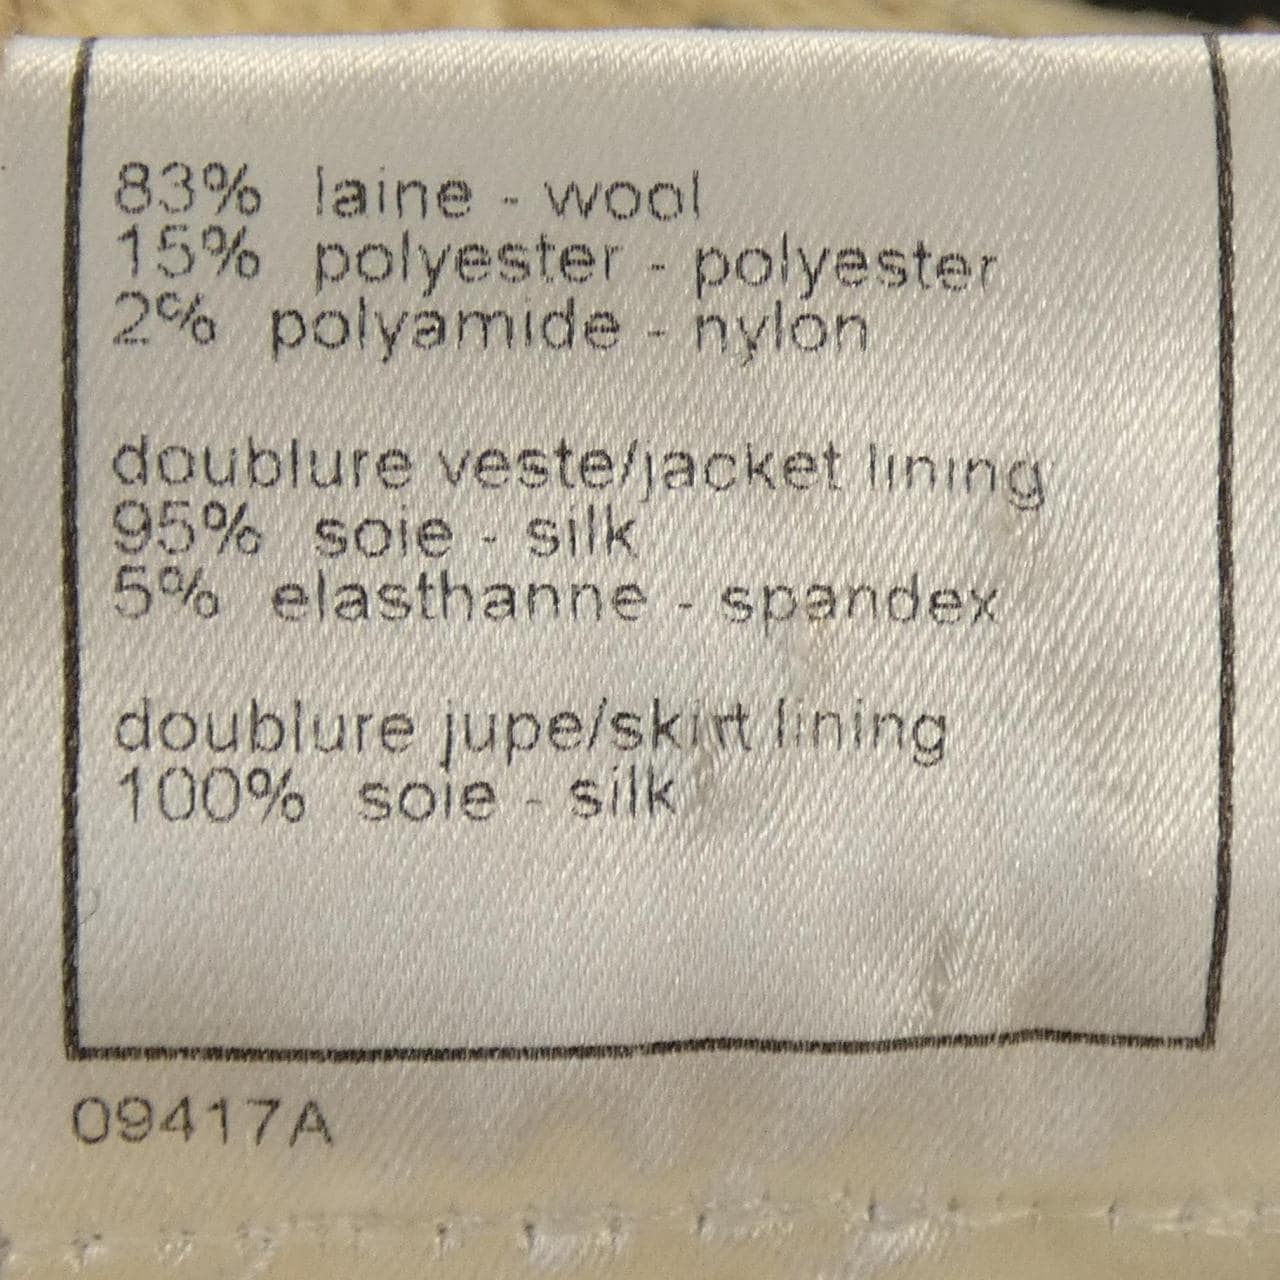 83% laine - wool
15% polyester - polyester
2% polyamide - nylon
doublure veste/jacket lining
95% soie - silk
5% elasthanne - spandex
doublure jupe/skirt lining
100% soie - silk
09417A